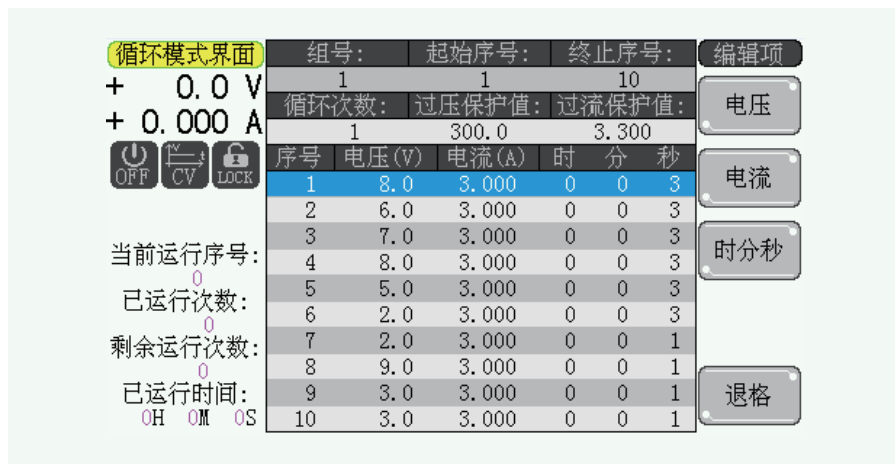 循环模式界面 组号: 起始序号: 终止序号: 编辑项
+ 0.0 V 1 1 10
循环次数: 过压保护值: 过流保护值: 电压
+ 0.000 A 1 300.0 3.300
OFF CV LOCK 序号 电压(V) 电流(A) 时 分 秒 电流
1 8.0 3.000 0 0 3
2 6.0 3.000 0 0 3
3 7.0 3.000 0 0 3 时分秒
当前运行序号: 4 8.0 3.000 0 0 3
0 5 5.0 3.000 0 0 3
已运行次数: 6 2.0 3.000 0 0 3
0 7 2.0 3.000 0 0 1
剩余运行次数: 8 9.0 3.000 0 0 1
0 9 3.0 3.000 0 0 1 退格
已运行时间: 10 3.0 3.000 0 0 1
0H 0M 0S